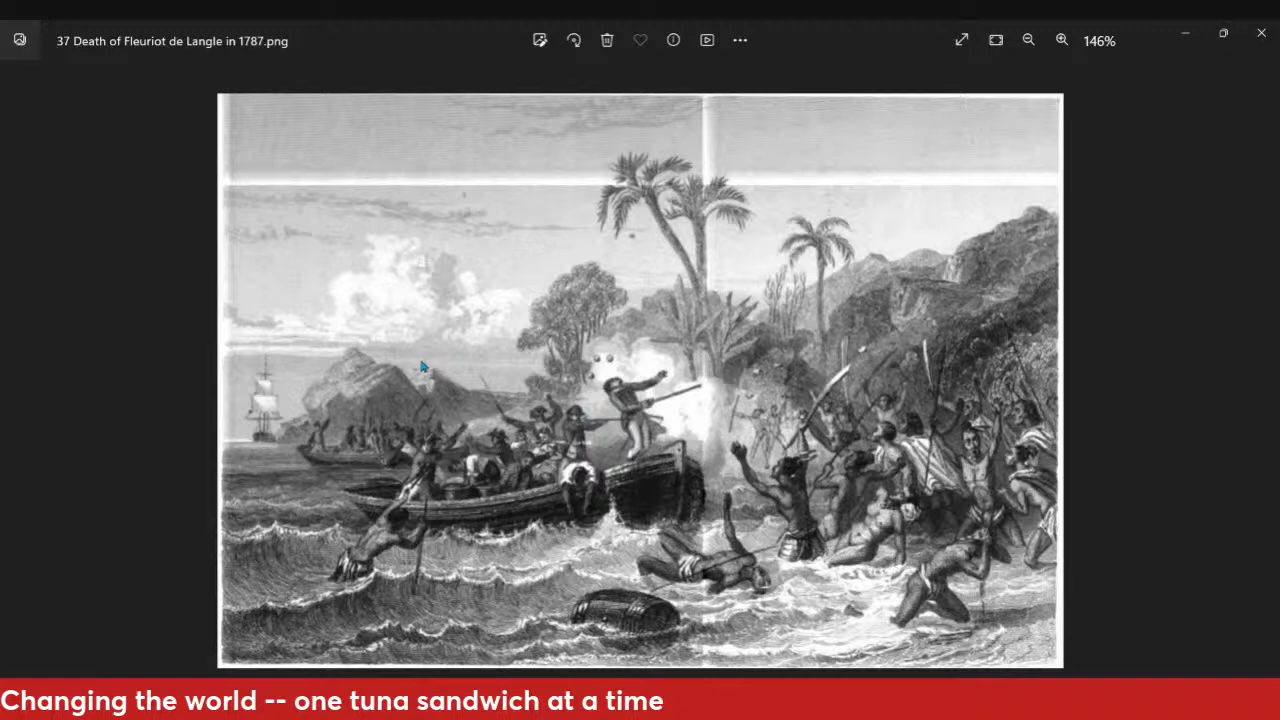 37 Death of Fleuriot de Langle in 1787.png
146%
Changing the world -- one tuna sandwich at a time